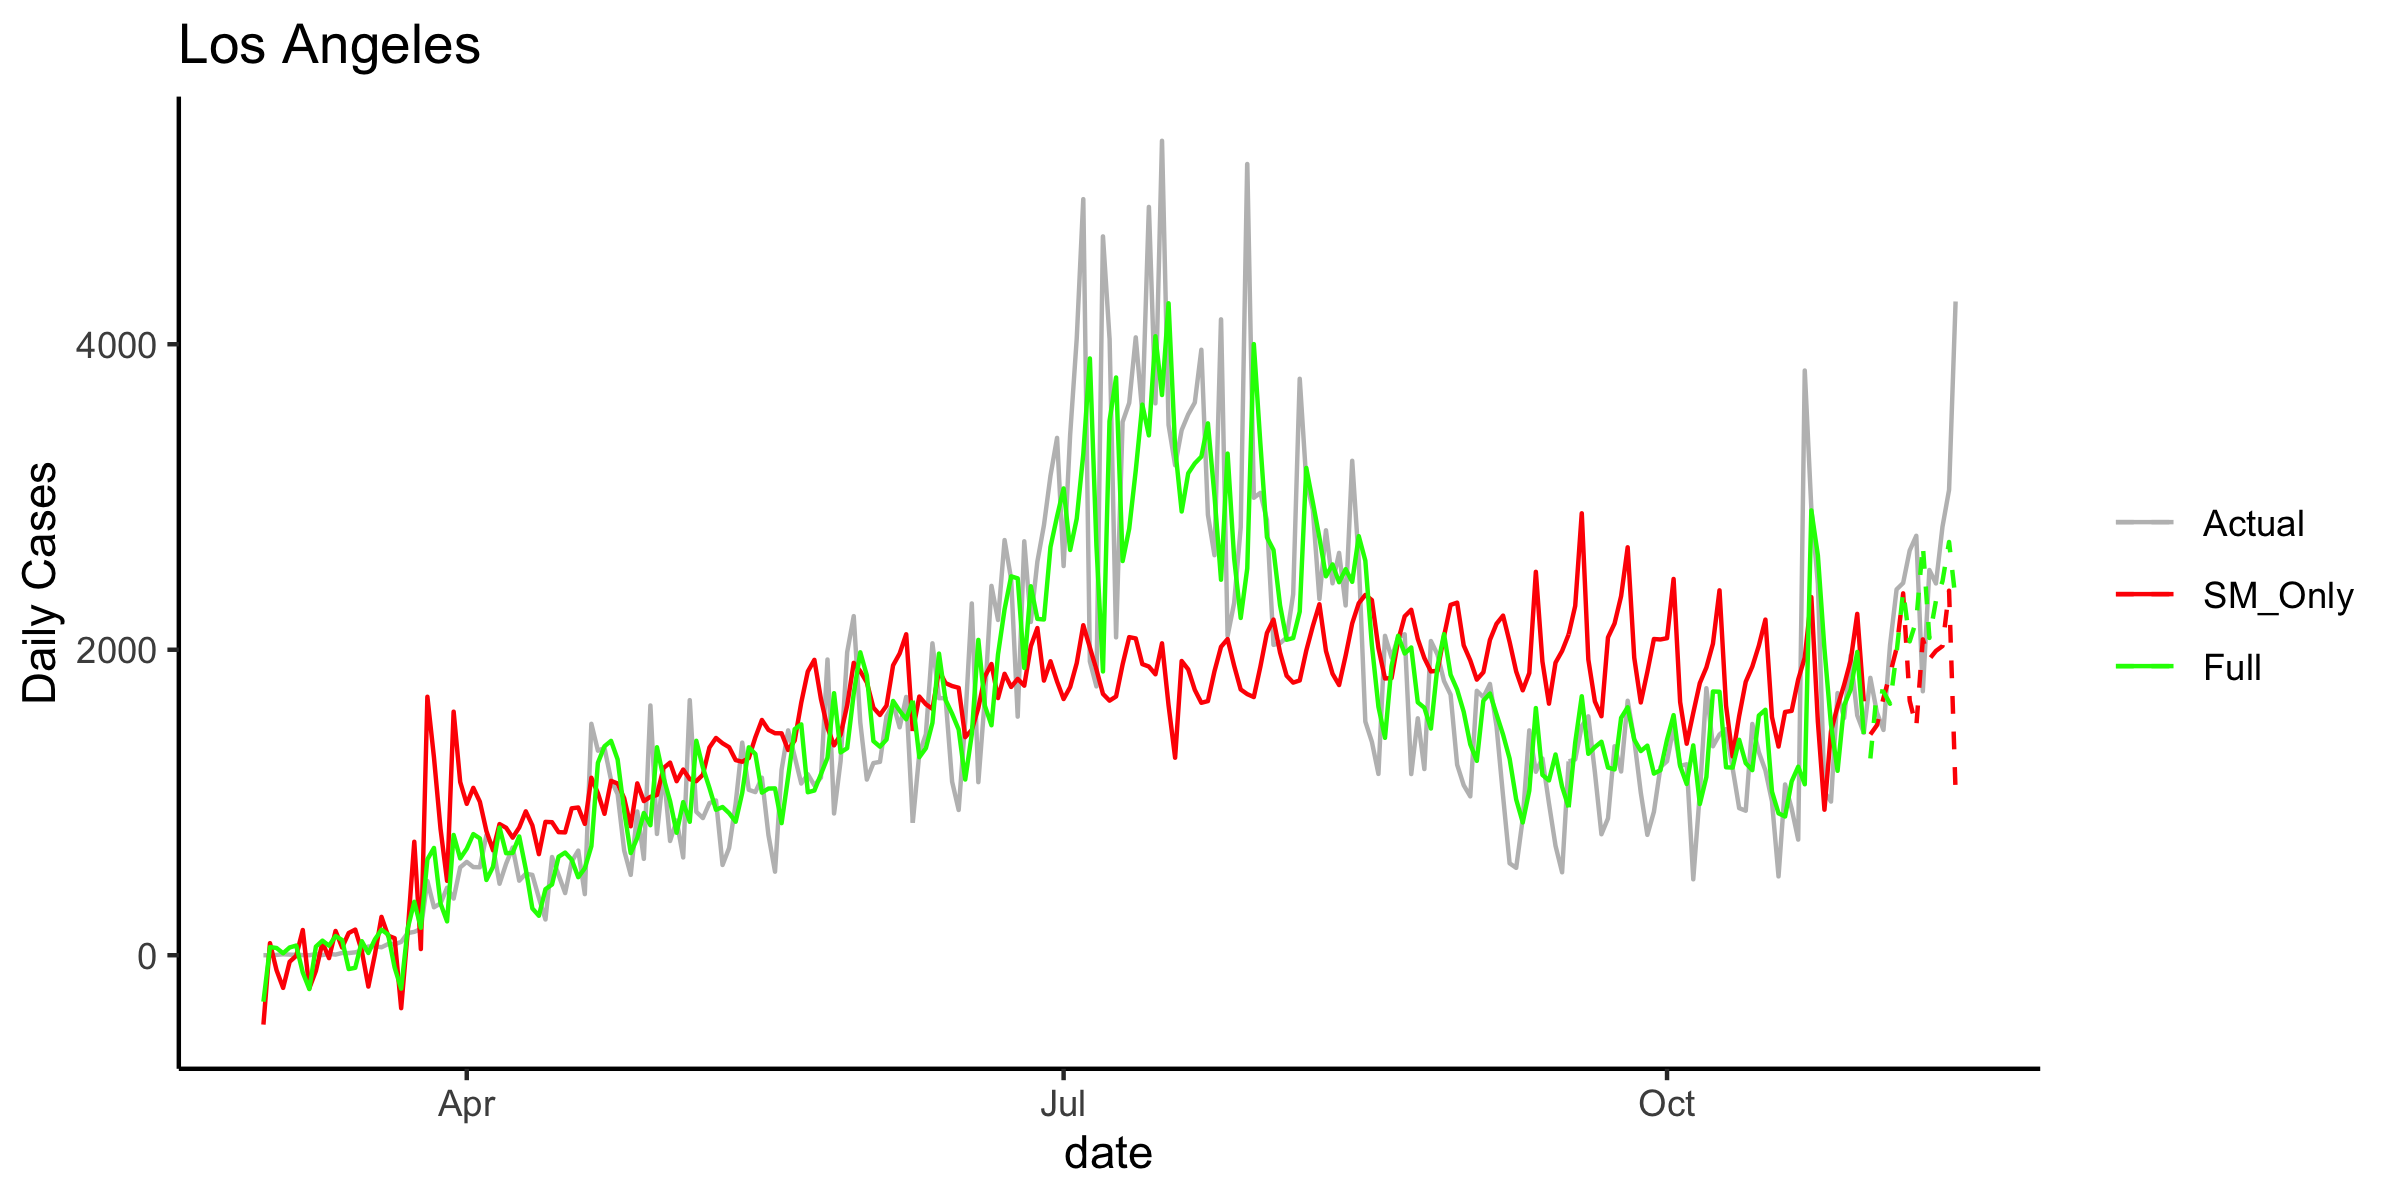 Los Angeles
Daily Cases
4000
2000
0
Apr
Jul
Oct
date
Actual
SM_Only
Full